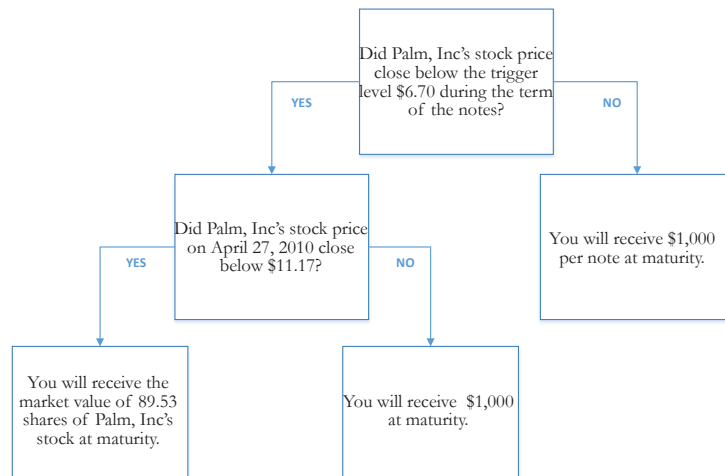 Did Palm, Inc's stock price
close below the trigger
level $6.70 during the term
of the notes?
YES
NO
Did Palm, Inc's stock price
on April 27, 2010 close
below $11.17?
You will receive $1,000
per note at maturity.
YES
NO
You will receive the
market value of 89.53
shares of Palm, Inc's
stock at maturity.
You will receive $1,000
at maturity.